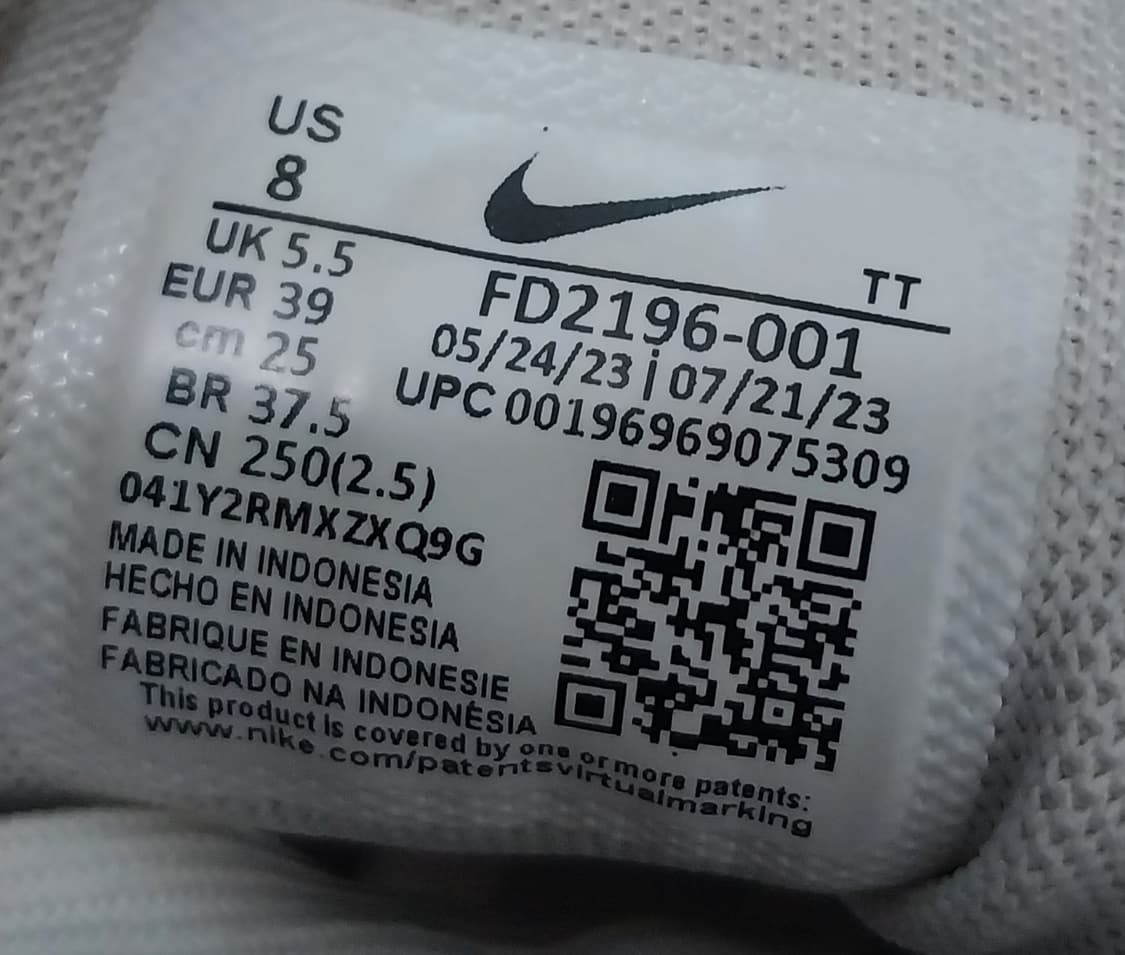 US
8
UK 5.5
EUR 39
cm 25
BR 37.5
CN 250(2.5)
TT
FD2196-001
05/24/23 | 07/21/23
UPC 00196969075309
041Y2RMXZXQ9G
MADE IN INDONESIA
HECHO EN INDONESIA
FABRIQUE EN INDONESIE
FABRICADO NA INDONÉSIA
This product is covered by one or more patents:
www.nike.com/patentsvirtualmarking